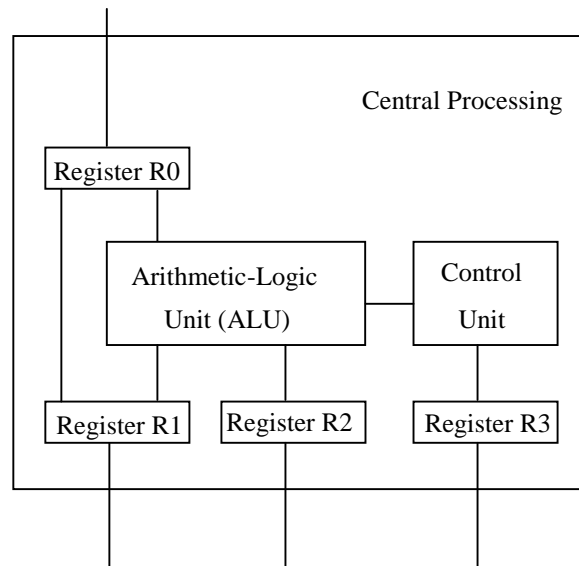 Central Processing
Register R0
Arithmetic-Logic
Unit (ALU)
Control
Unit
Register R1
Register R2
Register R3